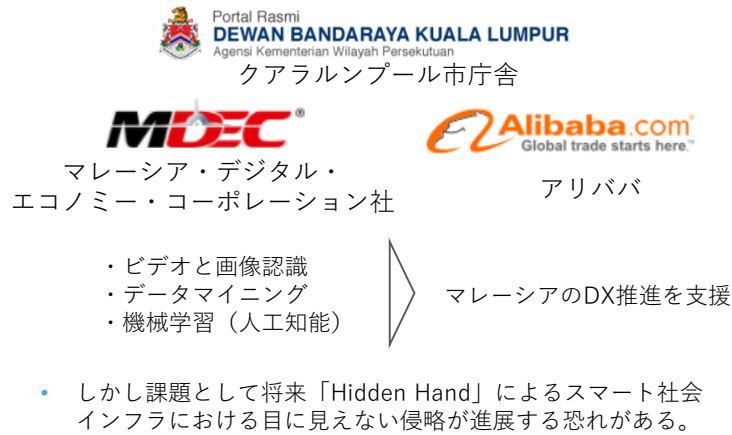 Portal Rasmi
DEWAN BANDARAYA KUALA LUMPUR
Agensi Kementerian Wilayah Persekutuan
クアラルンプール市庁舎
MDEC®
Alibaba.com®
Global trade starts here.™
マレーシア・デジタル・
エコノミー・コーポレーション社
アリババ
・ビデオと画像認識
・データマイニング
・機械学習（人工知能）
マレーシアのDX推進を支援
• しかし課題として将来「Hidden Hand」によるスマート社会
インフラにおける目に見えない侵略が進展する恐れがある。